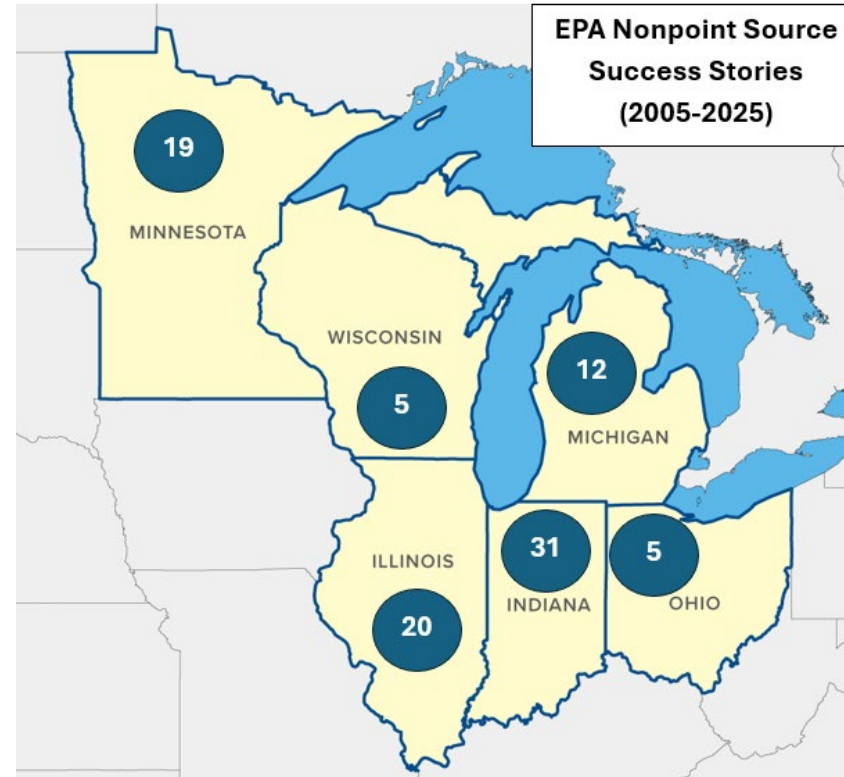 EPA Nonpoint Source
Success Stories
(2005-2025)
19
MINNESOTA
WISCONSIN
5
12
MICHIGAN
ILLINOIS
20
31
INDIANA
5
OHIO